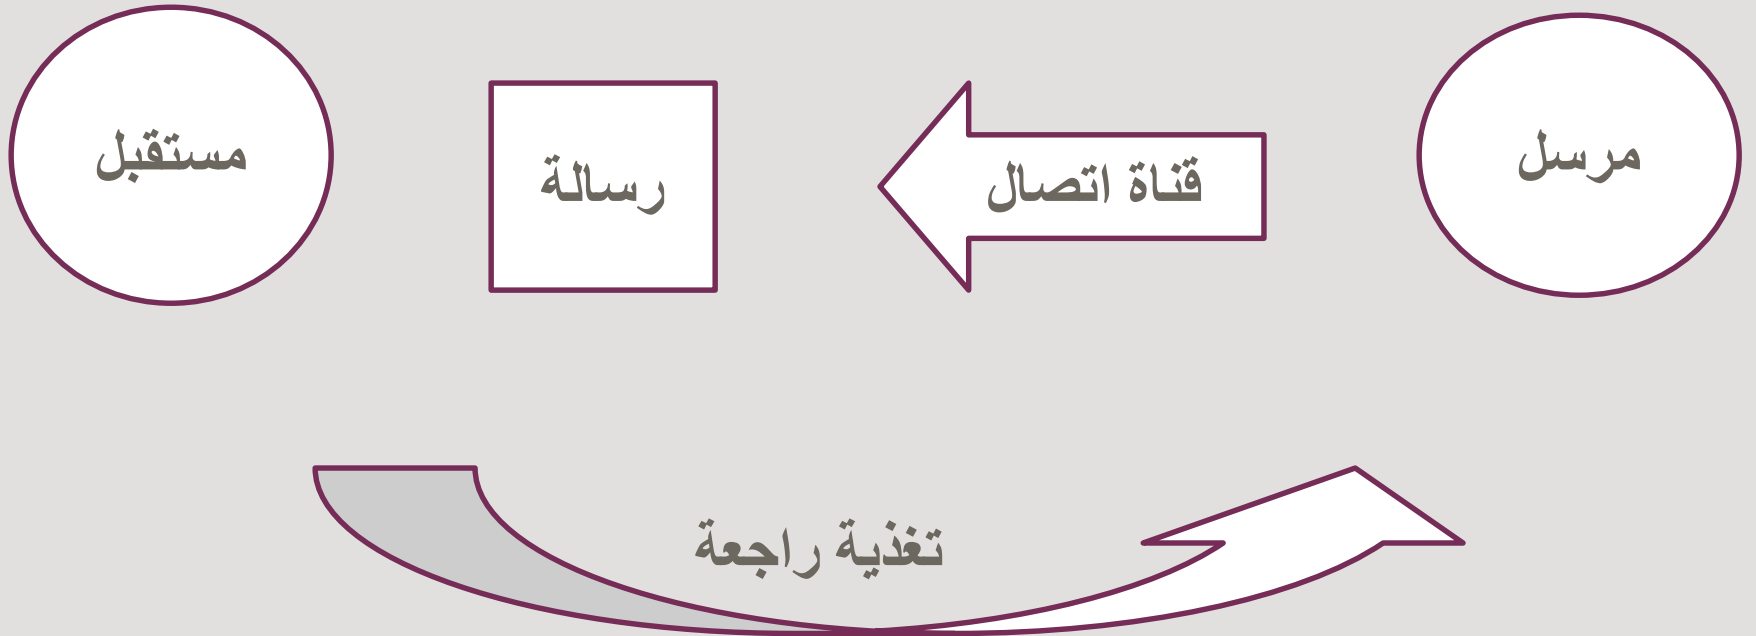 مرسل
قناة اتصال
رسالة
مستقبل
تغذية راجعة